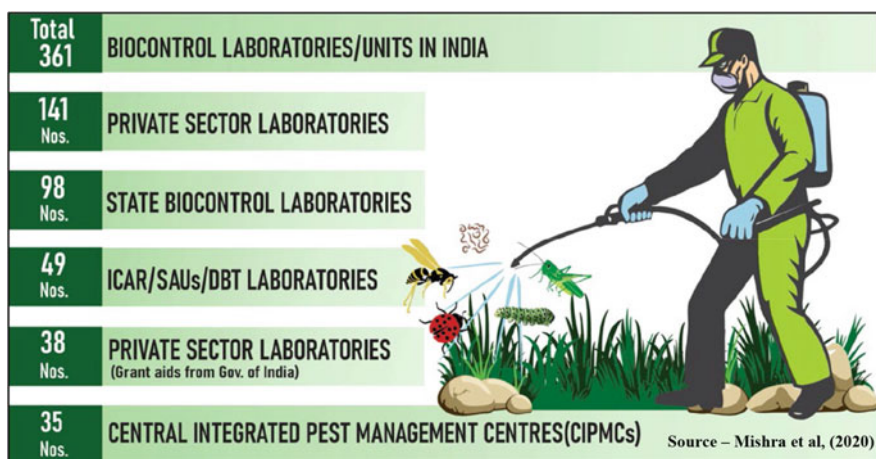 Total
361
BIOCONTROL LABORATORIES/UNITS IN INDIA
141
Nos.
PRIVATE SECTOR LABORATORIES
98
Nos.
STATE BIOCONTROL LABORATORIES
49
Nos.
ICAR/SAUs/DBT LABORATORIES
38
Nos.
PRIVATE SECTOR LABORATORIES
(Grant aids from Gov. of India)
35
Nos.
CENTRAL INTEGRATED PEST MANAGEMENT CENTRES(CIPMCs)
Source – Mishra et al, (2020)